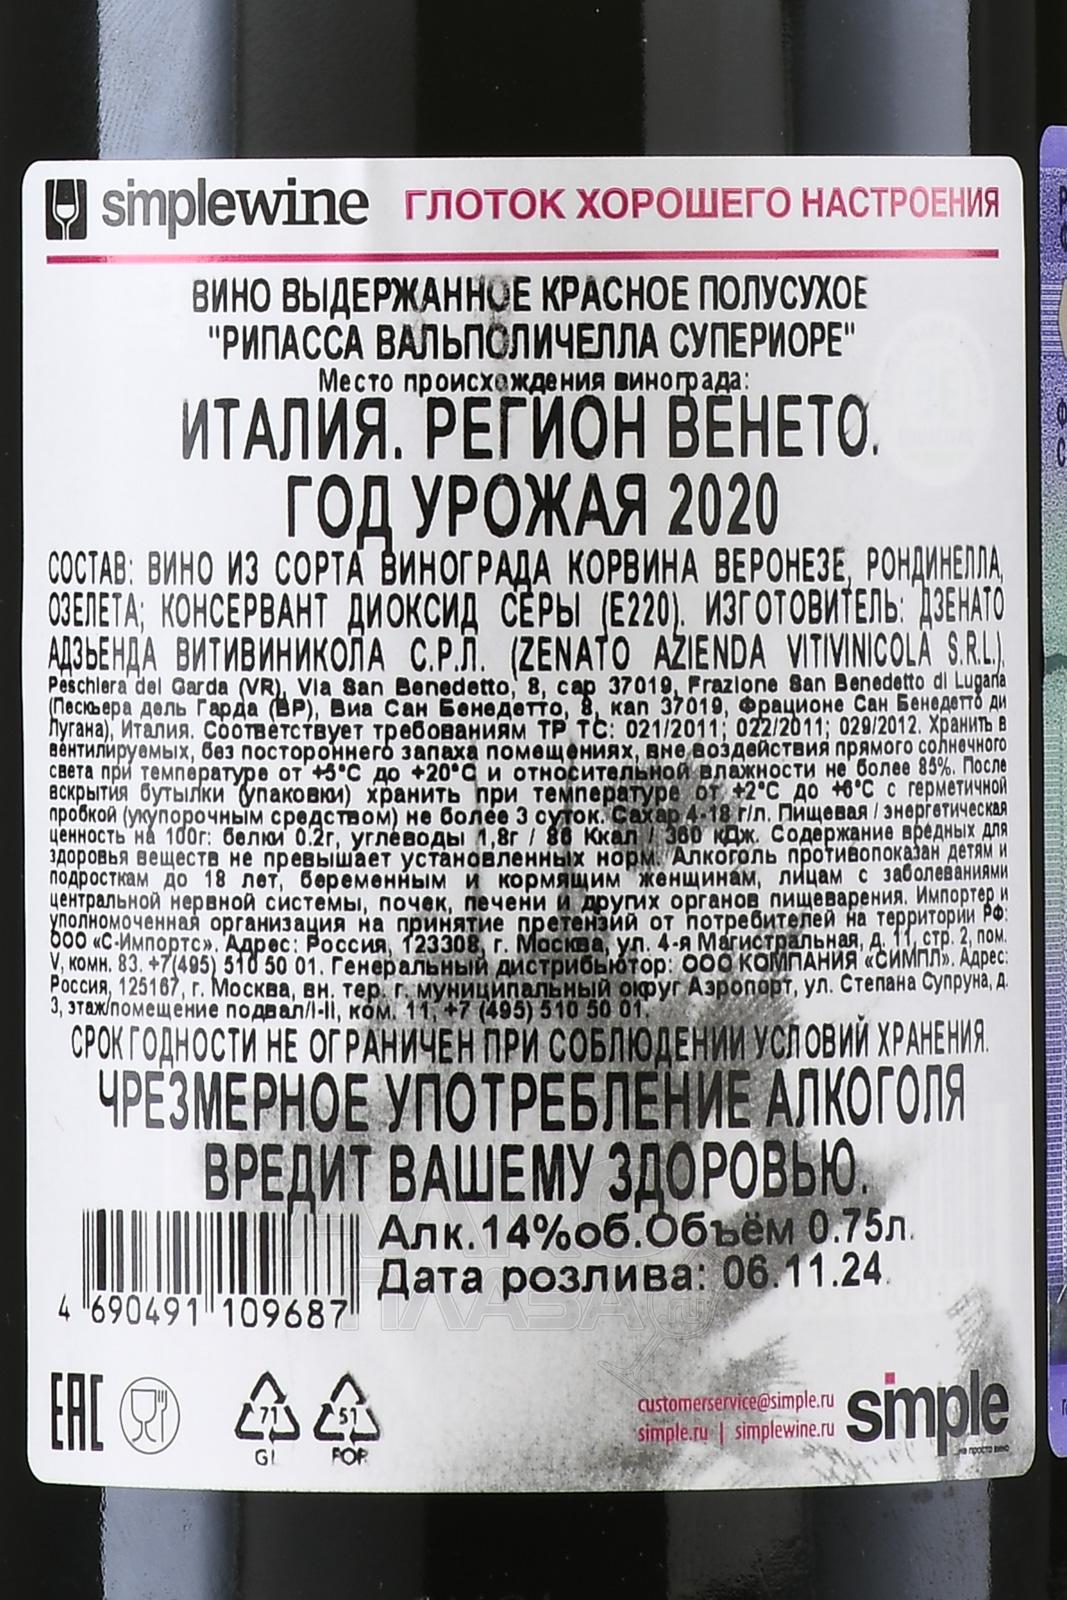 simplewine ГЛОТОК ХОРОШЕГО НАСТРОЕНИЯ
ВИНО ВЫДЕРЖАННОЕ КРАСНОЕ ПОЛУСУХОЕ
"РИПАССА ВАЛЬПОЛИЧЕЛЛА СУПЕРИОРЕ"
Место происхождения винограда:
ИТАЛИЯ. РЕГИОН ВЕНЕТО.
ГОД УРОЖАЯ 2020
СОСТАВ: ВИНО ИЗ СОРТА ВИНОГРАДА КОРВИНА ВЕРОНЕЗЕ, РОНДИНЕЛЛА,
ОЗЕЛЕТА; КОНСЕРВАНТ ДИОКСИД СЕРЫ (Е220). ИЗГОТОВИТЕЛЬ: ДЗЕНАТО
АДЗЬЕНДА ВИТИВИНИКОЛА С.Р.Л. (ZENATO AZIENDA VITIVINICOLA S.R.L.).
Peschiera del Garda (VR), Via San Benedetto, 8, cap 37019, Frazione San Benedetto di Lugana
(Пескьера дель Гарда (ВР), Виа Сан Бенедетто, 8, кап 37019, Фрационе Сан Бенедетто ди
Лугана), Италия. Соответствует требованиям ТР ТС: 021/2011; 022/2011; 029/2012. Хранить в
вентилируемых, без постороннего запаха помещениях, вне воздействия прямого солнечного
света при температуре от +5°C до +20°C и относительной влажности не более 85%. После
вскрытия бутылки (упаковки) хранить при температуре от +2°C до +6°C с герметичной
пробкой (укупорочным средством) не более 3 суток. Сахар 4-18 г/л. Пищевая / энергетическая
ценность на 100г: белки 0.2г, углеводы 1,8г / 86 Ккал / 360 кДж. Содержание вредных для
здоровья веществ не превышает установленных норм. Алкоголь противопоказан детям и
подросткам до 18 лет, беременным и кормящим женщинам, лицам с заболеваниями
центральной нервной системы, почек, печени и других органов пищеварения. Импортер и
уполномоченная организация на принятие претензий от потребителей на территории РФ:
ООО «С-Импортс». Адрес: Россия, 123308, г. Москва, ул. 4-я Магистральная, д. 11, стр. 2, пом.
V, комн. 83. +7(495) 510 50 01. Генеральный дистрибьютор: ООО КОМПАНИЯ «СИМПЛ». Адрес:
Россия, 125167, г. Москва, вн. тер. г. муниципальный округ Аэропорт, ул. Степана Супруна, д.
3, этаж/помещение подвал/I-II, ком. 11, +7 (495) 510 50 01.
СРОК ГОДНОСТИ НЕ ОГРАНИЧЕН ПРИ СОБЛЮДЕНИИ УСЛОВИЙ ХРАНЕНИЯ.
ЧРЕЗМЕРНОЕ УПОТРЕБЛЕНИЕ АЛКОГОЛЯ
ВРЕДИТ ВАШЕМУ ЗДОРОВЬЮ.
Алк.14%об.Объём 0.75л.
Дата розлива: 06.11.24.
4 690491 109687
EAC
71 51
GL FOR
customerservice@simple.ru
simple.ru | simplewine.ru
simple
не просто вино